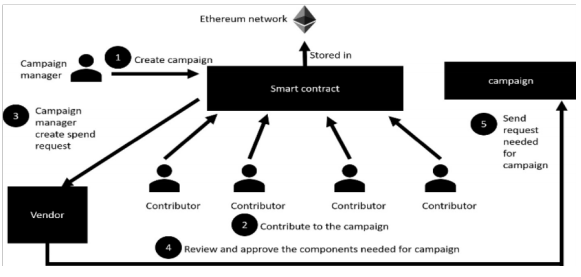 Ethereum network
1 Create campaign
Stored in
Campaign
manager
Smart contract
campaign
3 Campaign
manager
create spend
request
5 Send
request
needed
for
campaign
Contributor Contributor Contributor Contributor
Vendor
2 Contribute to the campaign
4 Review and approve the components needed for campaign